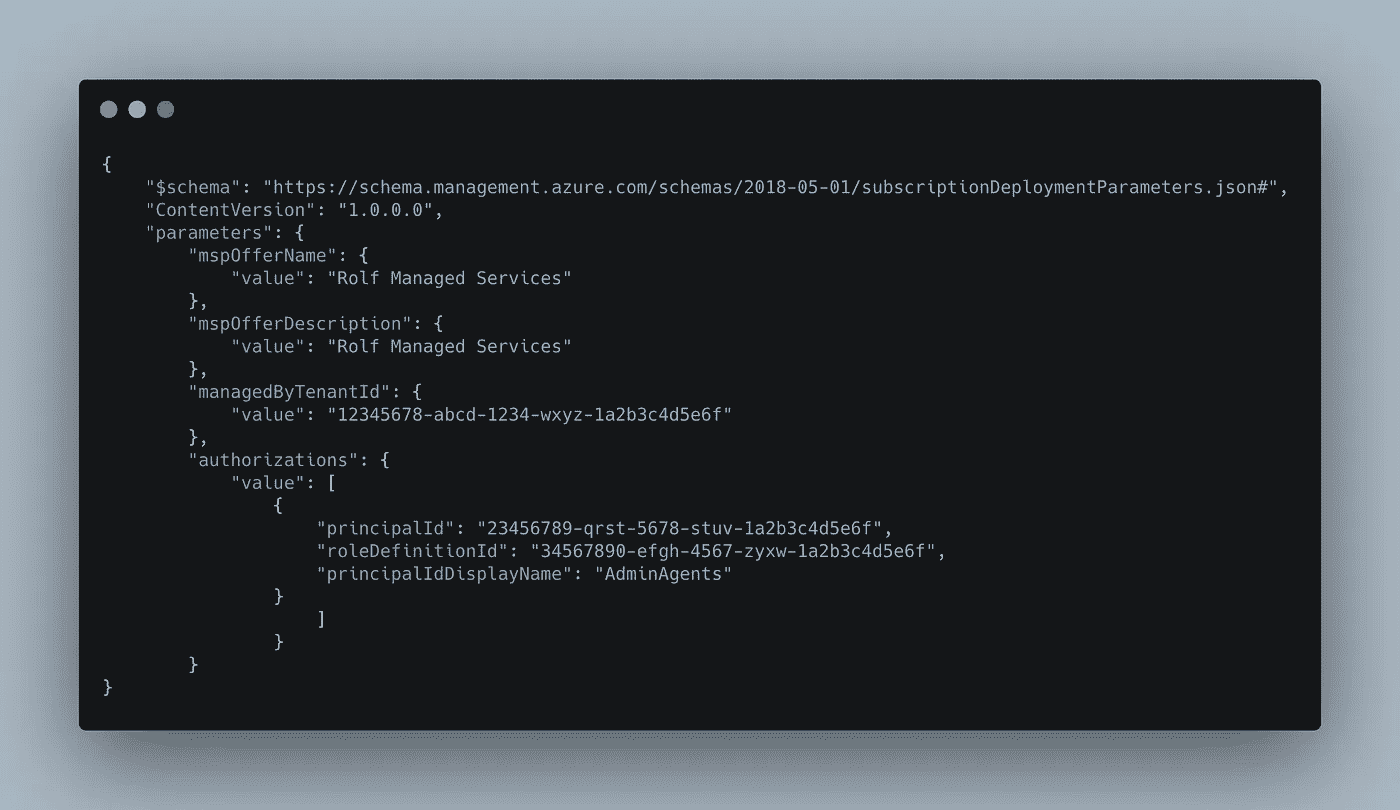 {
    "$schema": "https://schema.management.azure.com/schemas/2018-05-01/subscriptionDeploymentParameters.json#",
    "ContentVersion": "1.0.0.0",
    "parameters": {
        "mspOfferName": {
            "value": "Rolf Managed Services"
        },
        "mspOfferDescription": {
            "value": "Rolf Managed Services"
        },
        "managedByTenantId": {
            "value": "12345678-abcd-1234-wxyz-1a2b3c4d5e6f"
        },
        "authorizations": {
            "value": [
                {
                    "principalId": "23456789-qrst-5678-stuv-1a2b3c4d5e6f",
                    "roleDefinitionId": "34567890-efgh-4567-zyxw-1a2b3c4d5e6f",
                    "principalIdDisplayName": "AdminAgents"
                }
                    ]
                }
        }
}